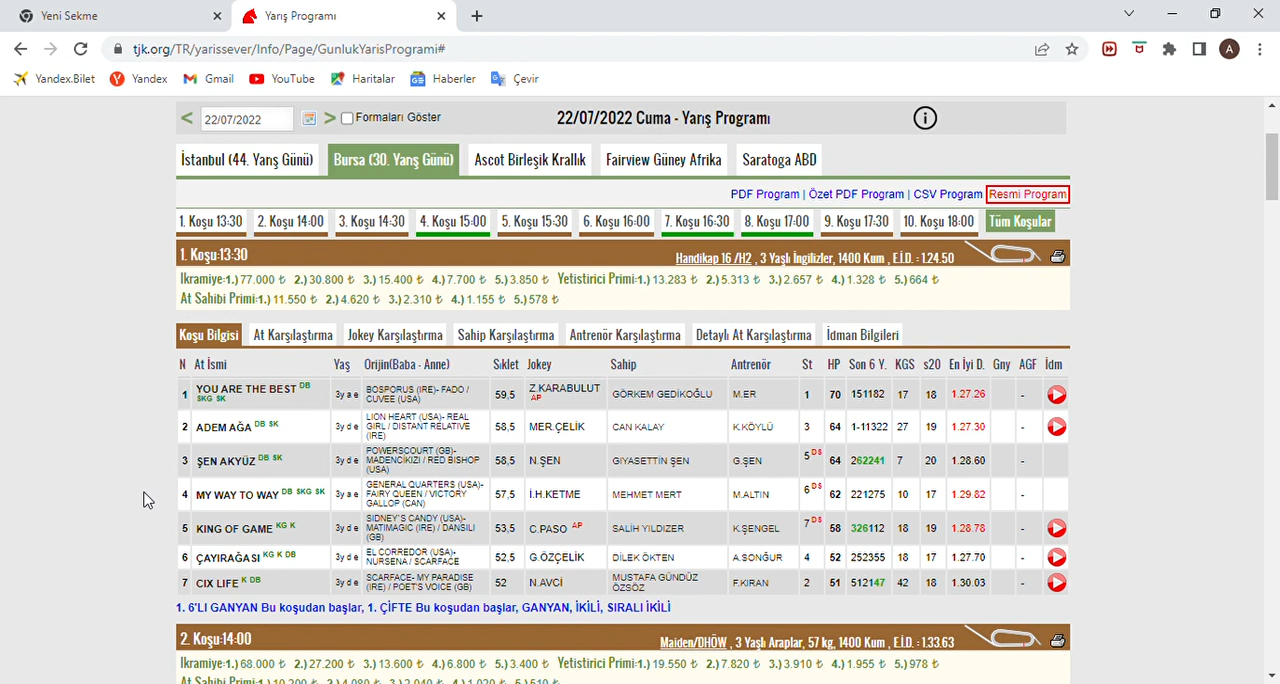 Yeni Sekme
Yarış Programı
tjk.org/TR/yarissever/Info/Page/GunlukYarisProgrami#
A
Yandex.Bilet Yandex Gmail YouTube Haritalar Haberler Çevir
< 22/07/2022 > Formaları Göster 22/07/2022 Cuma - Yarış Programı
İstanbul (44. Yarış Günü) Bursa (30. Yarış Günü) Ascot Birleşik Krallık Fairview Güney Afrika Saratoga ABD
PDF Program | Özet PDF Program | CSV Program Resmi Program
1. Koşu 13:30 2. Koşu 14:00 3. Koşu 14:30 4. Koşu 15:00 5. Koşu 15:30 6. Koşu 16:00 7. Koşu 16:30 8. Koşu 17:00 9. Koşu 17:30 10. Koşu 18:00 Tüm Koşular
1. Koşu:13:30 Handikap 16 /H2 , 3 Yaşlı İngilizler, 1400 Kum , E.İ.D. : 1.24.50
İkramiye:1.) 77.000 ₺ 2.) 30.800 ₺ 3.) 15.400 ₺ 4.) 7.700 ₺ 5.) 3.850 ₺ Yetistirici Primi:1.) 13.283 ₺ 2.) 5.313 ₺ 3.) 2.657 ₺ 4.) 1.328 ₺ 5.) 664 ₺
At Sahibi Primi:1.) 11.550 ₺ 2.) 4.620 ₺ 3.) 2.310 ₺ 4.) 1.155 ₺ 5.) 578 ₺
Koşu Bilgisi At Karşılaştırma Jokey Karşılaştırma Sahip Karşılaştırma Antrenör Karşılaştırma Detaylı At Karşılaştırma İdman Bilgileri
N At İsmi Yaş Orijin(Baba - Anne) Sıklet Jokey Sahip Antrenör St HP Son 6 Y. KGS s20 En İyi D. Gny AGF İdm
1 YOU ARE THE BEST DB SKG SK 3y a e BOSPORUS (IRE)- FADO / CUVEE (USA) 59,5 Z.KARABULUT AP GÖRKEM GEDİKOĞLU M.ER 1 70 151182 17 18 1.27.26 -
2 ADEM AĞA DB SK 3y d e LION HEART (USA)- REAL GIRL / DISTANT RELATIVE (IRE) 58,5 MER.ÇELİK CAN KALAY K.KÖYLÜ 3 64 1-11322 27 19 1.27.30 -
3 ŞEN AKYÜZ DB SK 3y d e POWERSCOURT (GB)- MADENCİKIZI / RED BISHOP (USA) 58,5 N.ŞEN GIYASETTİN ŞEN G.ŞEN 5 DS 64 262241 7 20 1.28.60 -
4 MY WAY TO WAY DB SKG SK 3y a e GENERAL QUARTERS (USA)- FAIRY QUEEN / VICTORY GALLOP (CAN) 57,5 İ.H.KETME MEHMET MERT M.ALTIN 6 DS 62 221275 10 17 1.29.82 -
5 KING OF GAME KG K 3y d e SIDNEY'S CANDY (USA)- MATIMAGIC (IRE) / DANSILI (GB) 53,5 C.PASO AP SALİH YILDIZER K.ŞENGEL 7 DS 58 326112 18 19 1.28.78 -
6 ÇAYIRAĞASI KG K DB 3y d e EL CORREDOR (USA)- NURSENA / SCARFACE 52,5 G.ÖZÇELİK DİLEK ÖKTEN A.SONĞUR 4 52 252355 18 17 1.27.70 -
7 CIX LIFE K DB 3y d e SCARFACE- MY PARADISE (IRE) / POET'S VOICE (GB) 52 N.AVCİ MUSTAFA GÜNDÜZ ÖZSÖZ F.KIRAN 2 51 512147 42 18 1.30.03 -
1. 6'LI GANYAN Bu koşudan başlar, 1. ÇİFTE Bu koşudan başlar, GANYAN, İKİLİ, SIRALI İKİLİ
2. Koşu:14:00 Maiden/DHÖW , 3 Yaşlı Araplar, 57 kg, 1400 Kum , E.İ.D. : 1.33.63
İkramiye:1.) 68.000 ₺ 2.) 27.200 ₺ 3.) 13.600 ₺ 4.) 6.800 ₺ 5.) 3.400 ₺ Yetistirici Primi:1.) 19.550 ₺ 2.) 7.820 ₺ 3.) 3.910 ₺ 4.) 1.955 ₺ 5.) 978 ₺
At Sahibi Primi:1.) 10.200 ₺ 2.) 4.080 ₺ 3.) 2.040 ₺ 4.) 1.020 ₺ 5.) 510 ₺